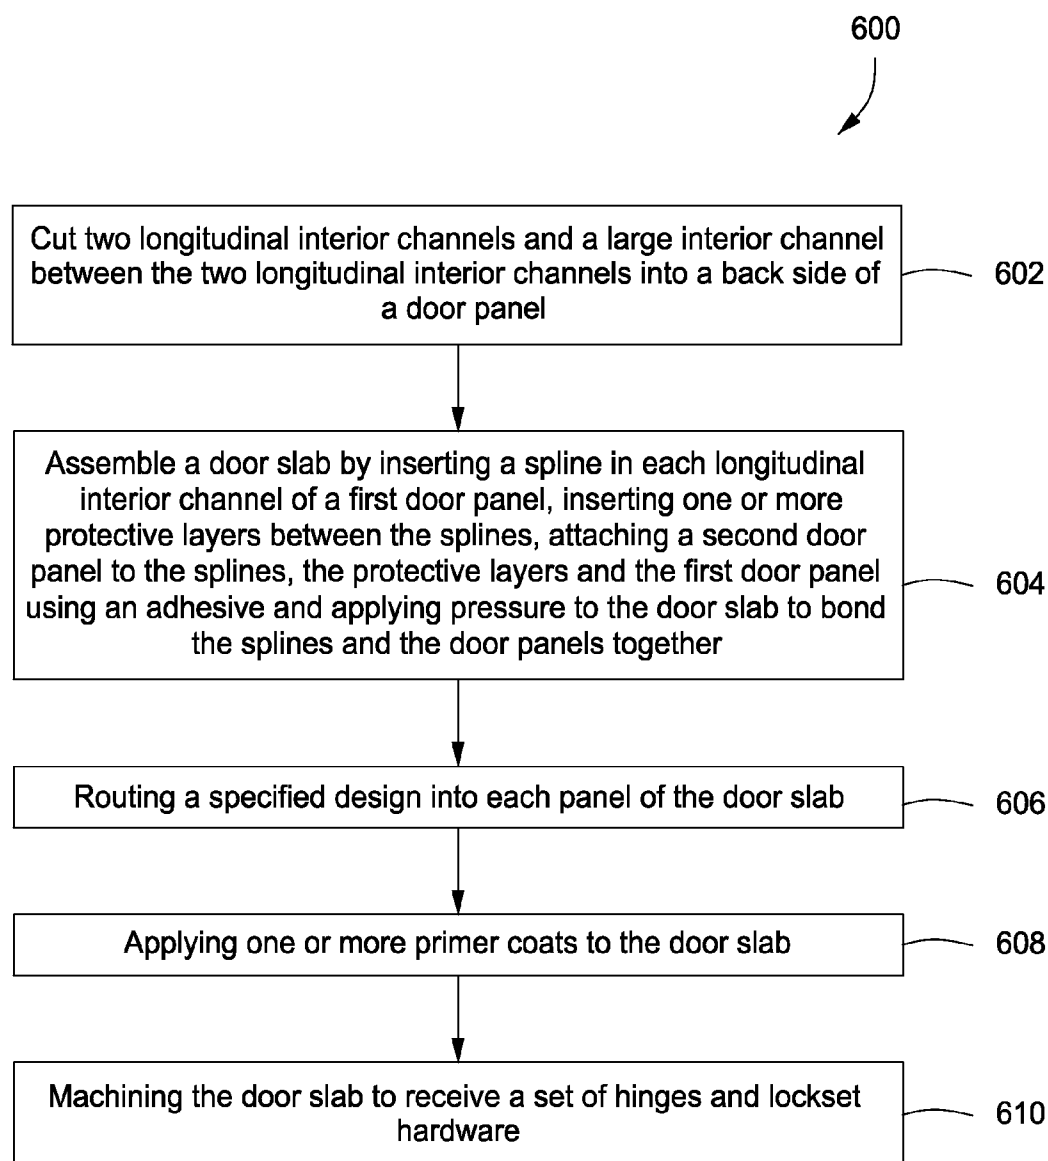 600
Cut two longitudinal interior channels and a large interior channel
between the two longitudinal interior channels into a back side of
a door panel
602
Assemble a door slab by inserting a spline in each longitudinal
interior channel of a first door panel, inserting one or more
protective layers between the splines, attaching a second door
panel to the splines, the protective layers and the first door panel
using an adhesive and applying pressure to the door slab to bond
the splines and the door panels together
604
Routing a specified design into each panel of the door slab
606
Applying one or more primer coats to the door slab
608
Machining the door slab to receive a set of hinges and lockset
hardware
610